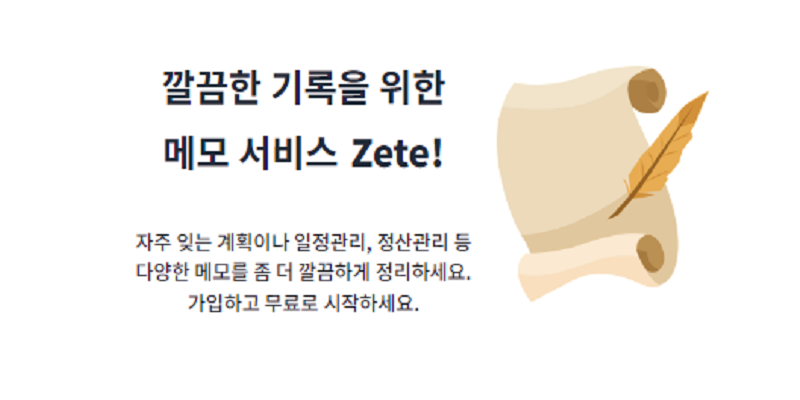 깔끔한 기록을 위한
메모 서비스 Zete!
자주 잊는 계획이나 일정관리, 정산관리 등
다양한 메모를 좀 더 깔끔하게 정리하세요.
가입하고 무료로 시작하세요.